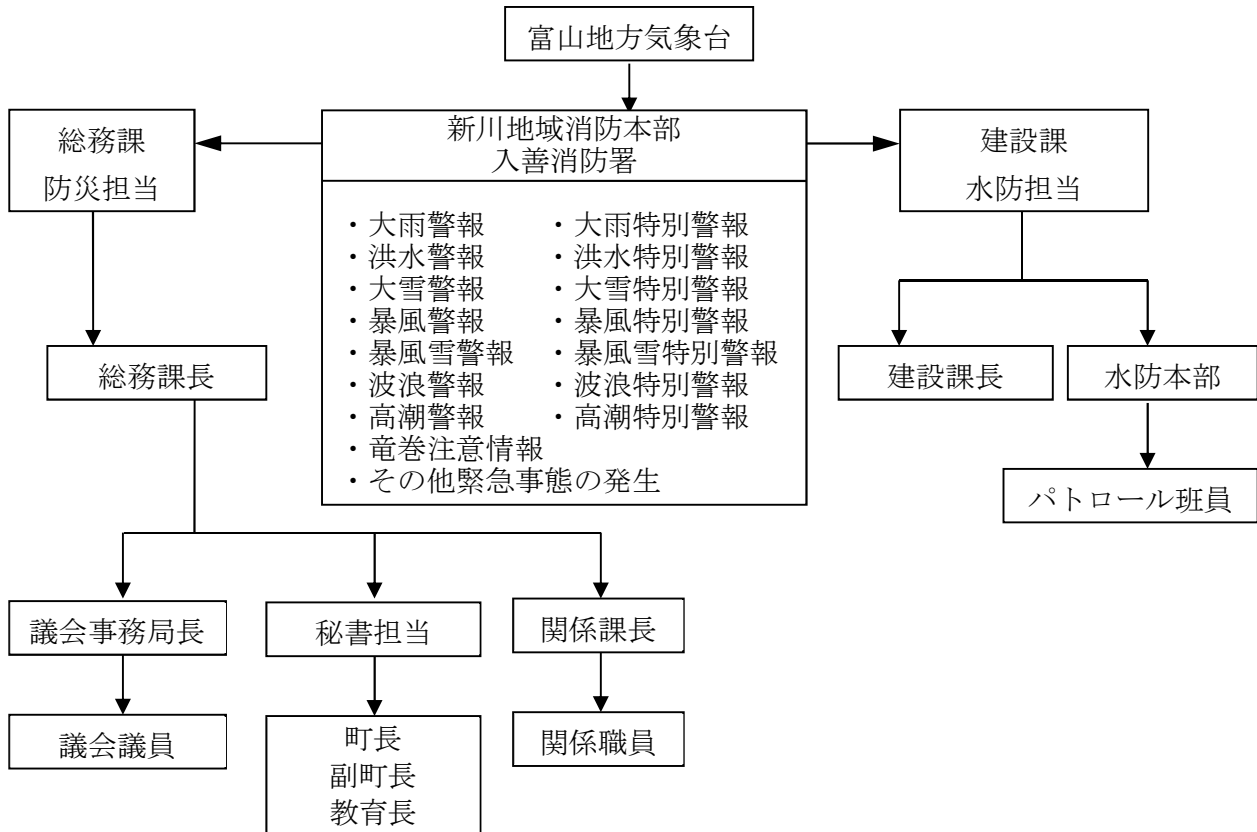 富山地方気象台
総務課
防災担当
新川地域消防本部
入善消防署
建設課
水防担当
・大雨警報 ・大雨特別警報
・洪水警報 ・洪水特別警報
・大雪警報 ・大雪特別警報
・暴風警報 ・暴風特別警報
・暴風雪警報 ・暴風雪特別警報
・波浪警報 ・波浪特別警報
・高潮警報 ・高潮特別警報
・竜巻注意情報
・その他緊急事態の発生
総務課長
建設課長
水防本部
パトロール班員
議会事務局長
秘書担当
関係課長
議会議員
町長
副町長
教育長
関係職員